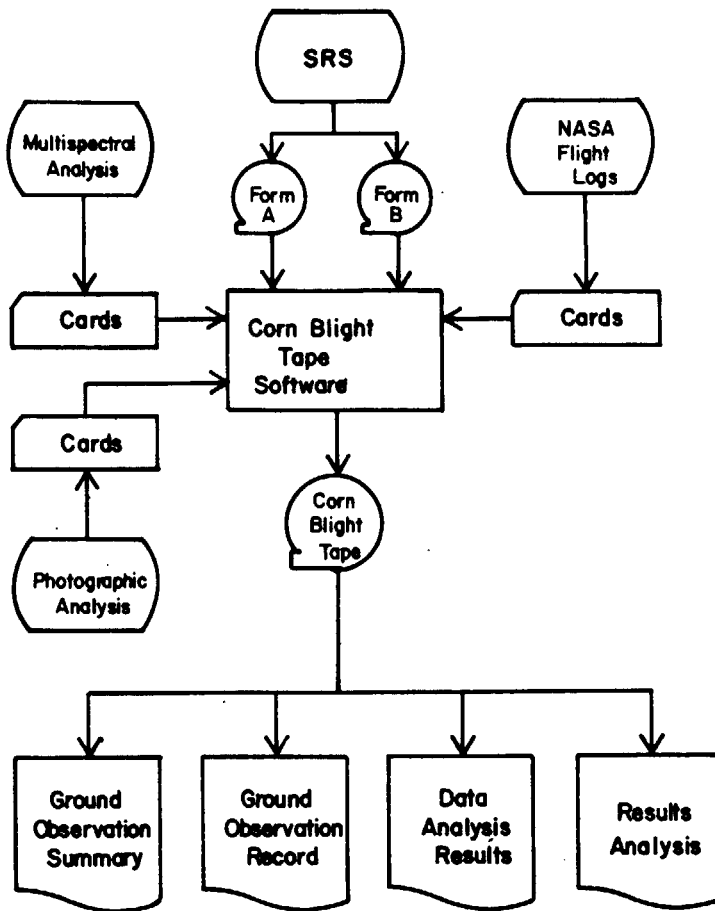 SRS
Multispectral
Analysis
NASA
Flight
Logs
Form
A
Form
B
Cards
Corn Blight
Tape
Software
Cards
Cards
Corn
Blight
Tape
Photographic
Analysis
Ground
Observation
Summary
Ground
Observation
Record
Data
Analysis
Results
Results
Analysis